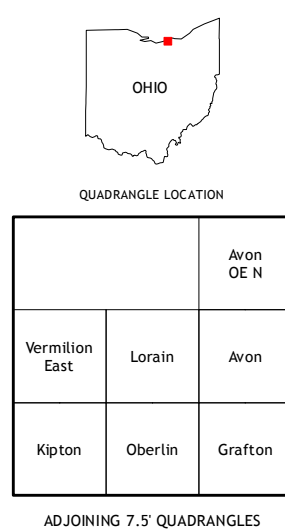 OHIO
QUADRANGLE LOCATION
Avon
OE N
Vermilion
East
Lorain
Avon
Kipton
Oberlin
Grafton
ADJOINING 7.5' QUADRANGLES